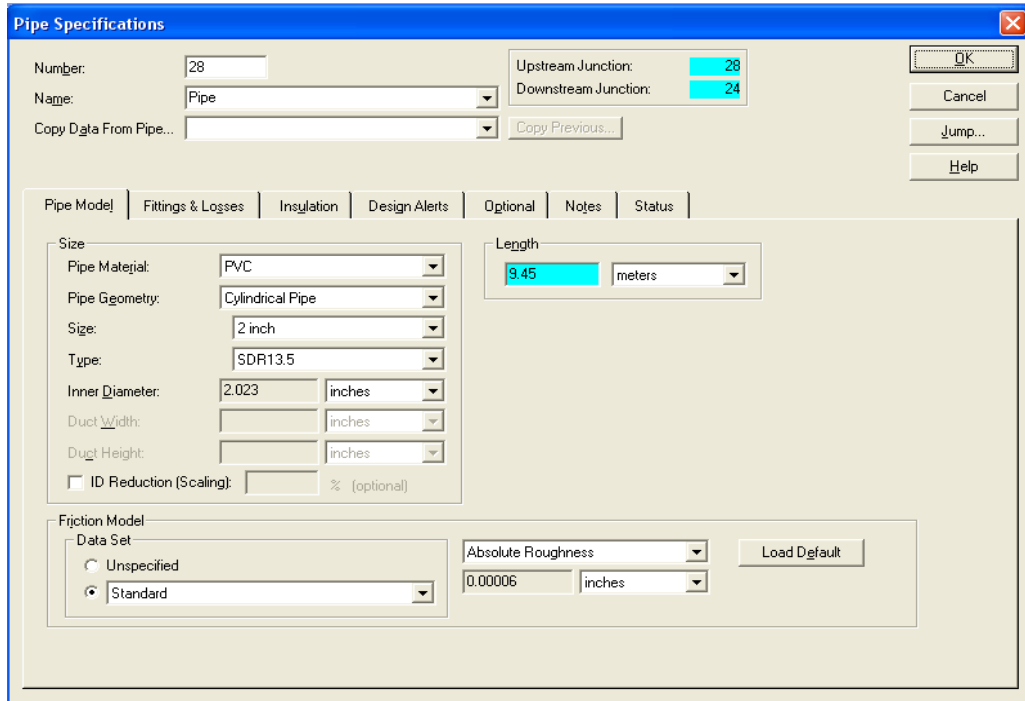 Pipe Specifications
Number: 28
Upstream Junction: 28
OK
Name: Pipe
Downstream Junction: 24
Cancel
Copy Data From Pipe...
Copy Previous...
Jump...
Help
Pipe Model Fittings & Losses Insulation Design Alerts Optional Notes Status
Size
Length
Pipe Material: PVC
9.45 meters
Pipe Geometry: Cylindrical Pipe
Size: 2 inch
Type: SDR13.5
Inner Diameter: 2.023 inches
Duct Width: inches
Duct Height: inches
ID Reduction (Scaling): % (optional)
Friction Model
Data Set
Unspecified
Absolute Roughness
Load Default
Standard
0.00006 inches